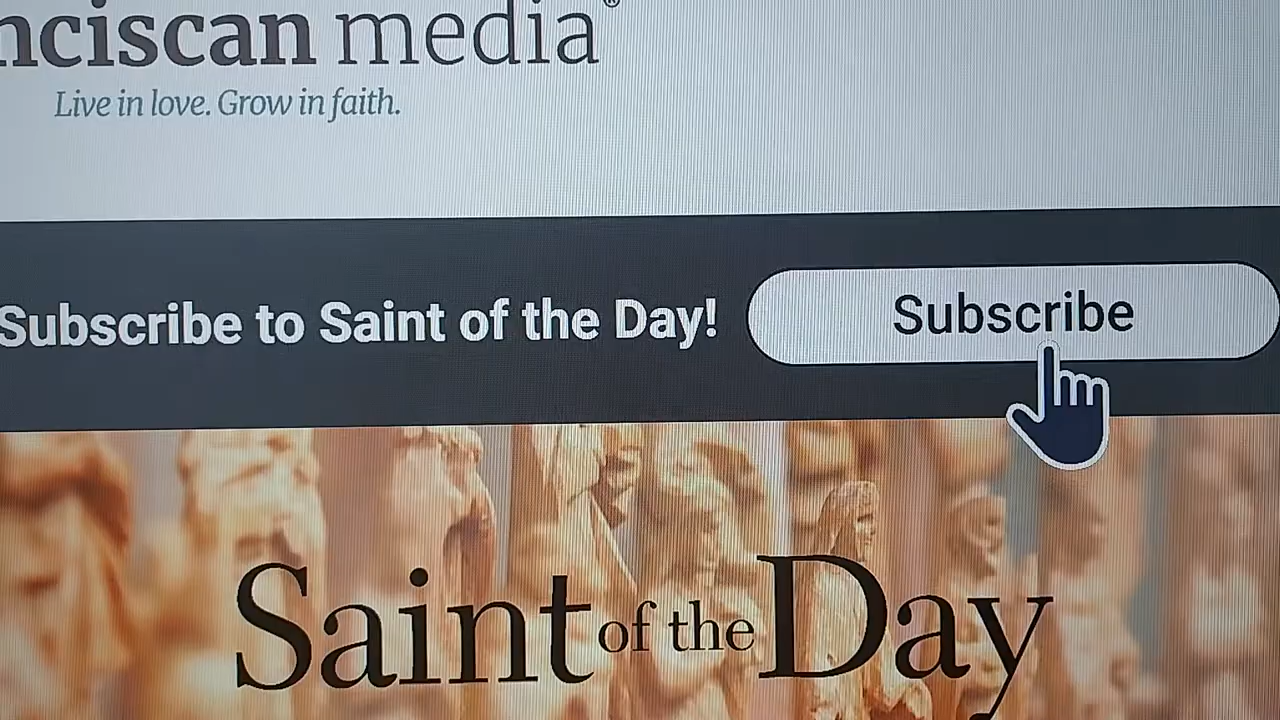 nciscan media®
Live in love. Grow in faith.
Subscribe to Saint of the Day!
Subscribe
Saint of the Day